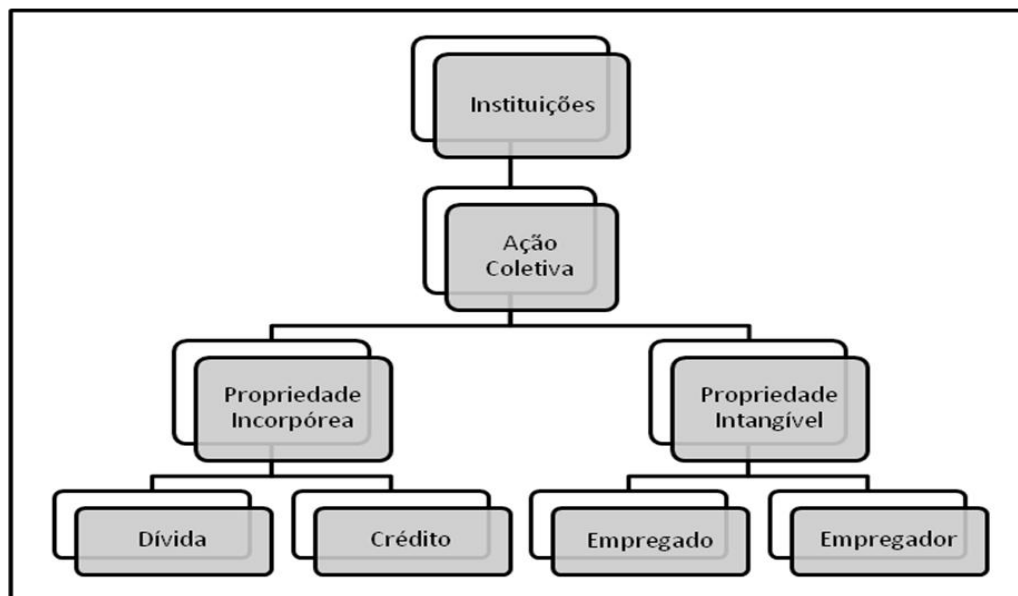 Instituições
Ação
Coletiva
Propriedade
Incorpórea
Propriedade
Intangível
Dívida
Crédito
Empregado
Empregador